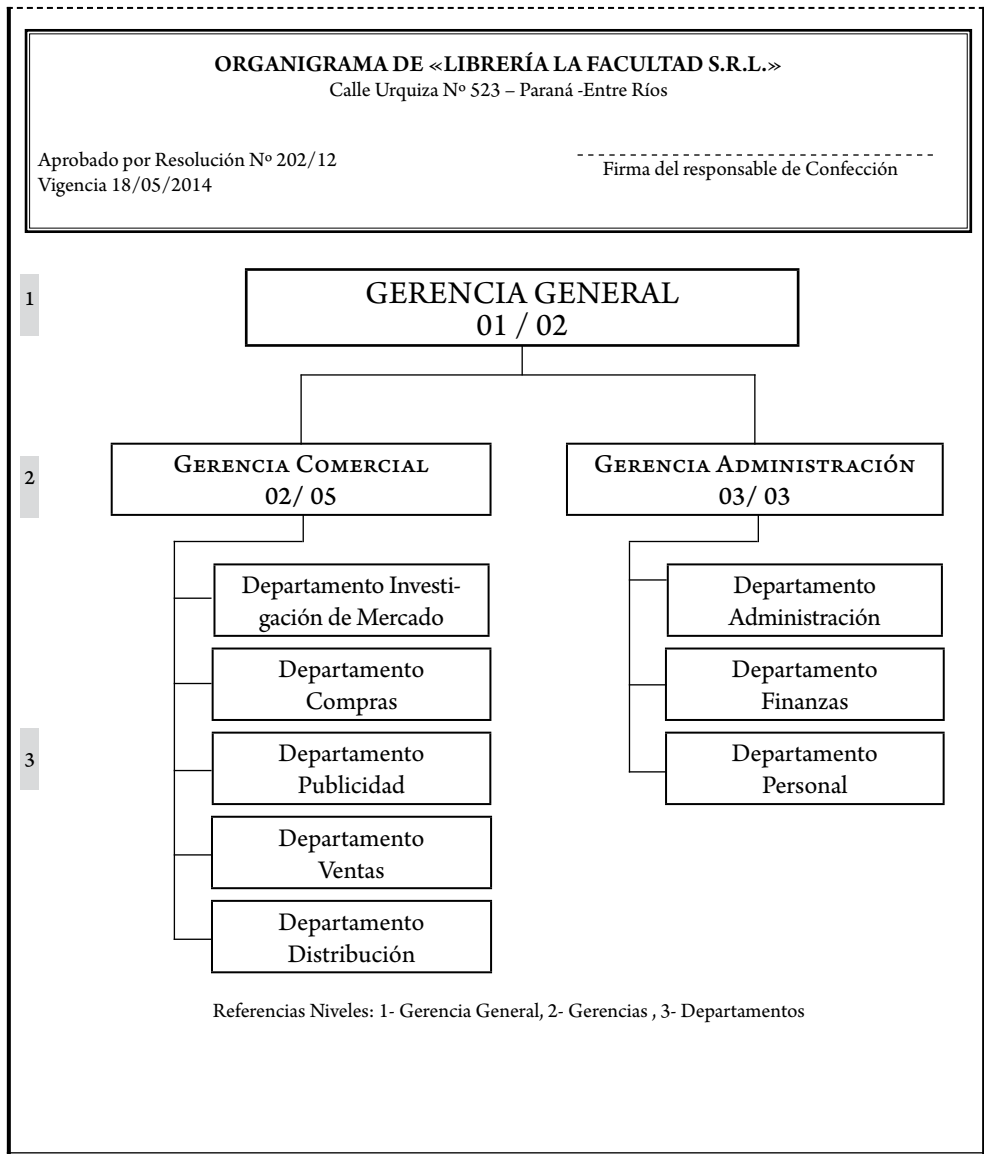 ORGANIGRAMA DE «LIBRERÍA LA FACULTAD S.R.L.»
Calle Urquiza Nº 523 – Paraná -Entre Ríos
Aprobado por Resolución Nº 202/12
Vigencia 18/05/2014
Firma del responsable de Confección
1
GERENCIA GENERAL
01 / 02
2
Gerencia Comercial
02/ 05
Gerencia Administración
03/ 03
3
Departamento Investi-
gación de Mercado
Departamento
Compras
Departamento
Publicidad
Departamento
Ventas
Departamento
Distribución
Departamento
Administración
Departamento
Finanzas
Departamento
Personal
Referencias Niveles: 1- Gerencia General, 2- Gerencias , 3- Departamentos